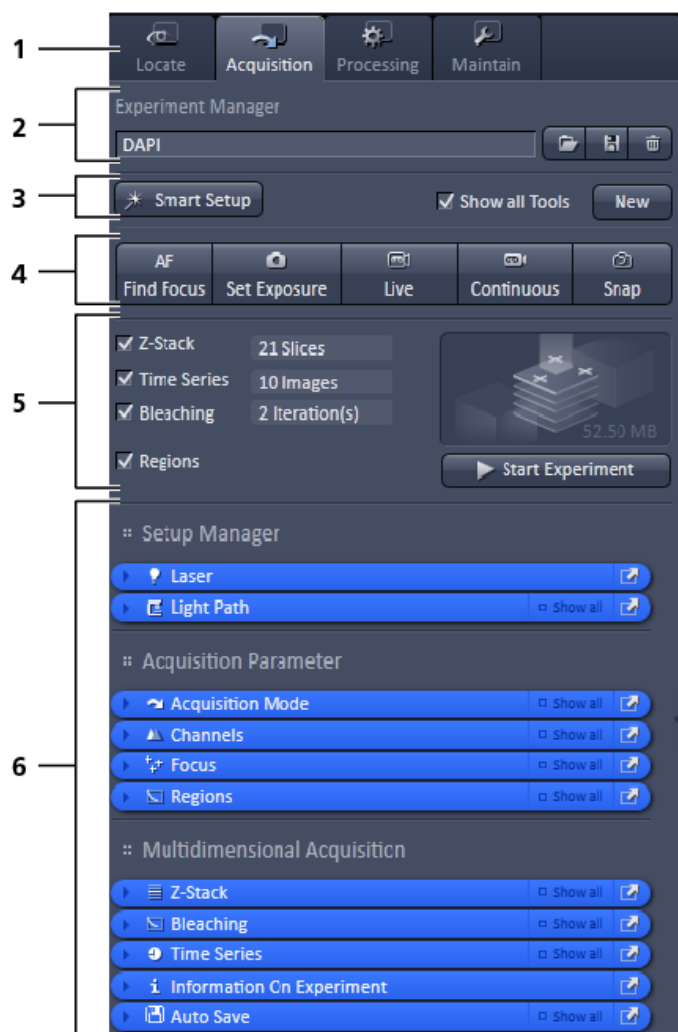 1
Locate Acquisition Processing Maintain
2
Experiment Manager
DAPI
3
Smart Setup Show all Tools New
4
AF
Find Focus Set Exposure Live Continuous Snap
5
Z-Stack 21 Slices
Time Series 10 Images
Bleaching 2 Iteration(s)
52.50 MB
Regions Start Experiment
6
Setup Manager
Laser
Light Path Show all
Acquisition Parameter
Acquisition Mode Show all
Channels Show all
Focus Show all
Regions Show all
Multidimensional Acquisition
Z-Stack Show all
Bleaching Show all
Time Series Show all
Information On Experiment
Auto Save Show all